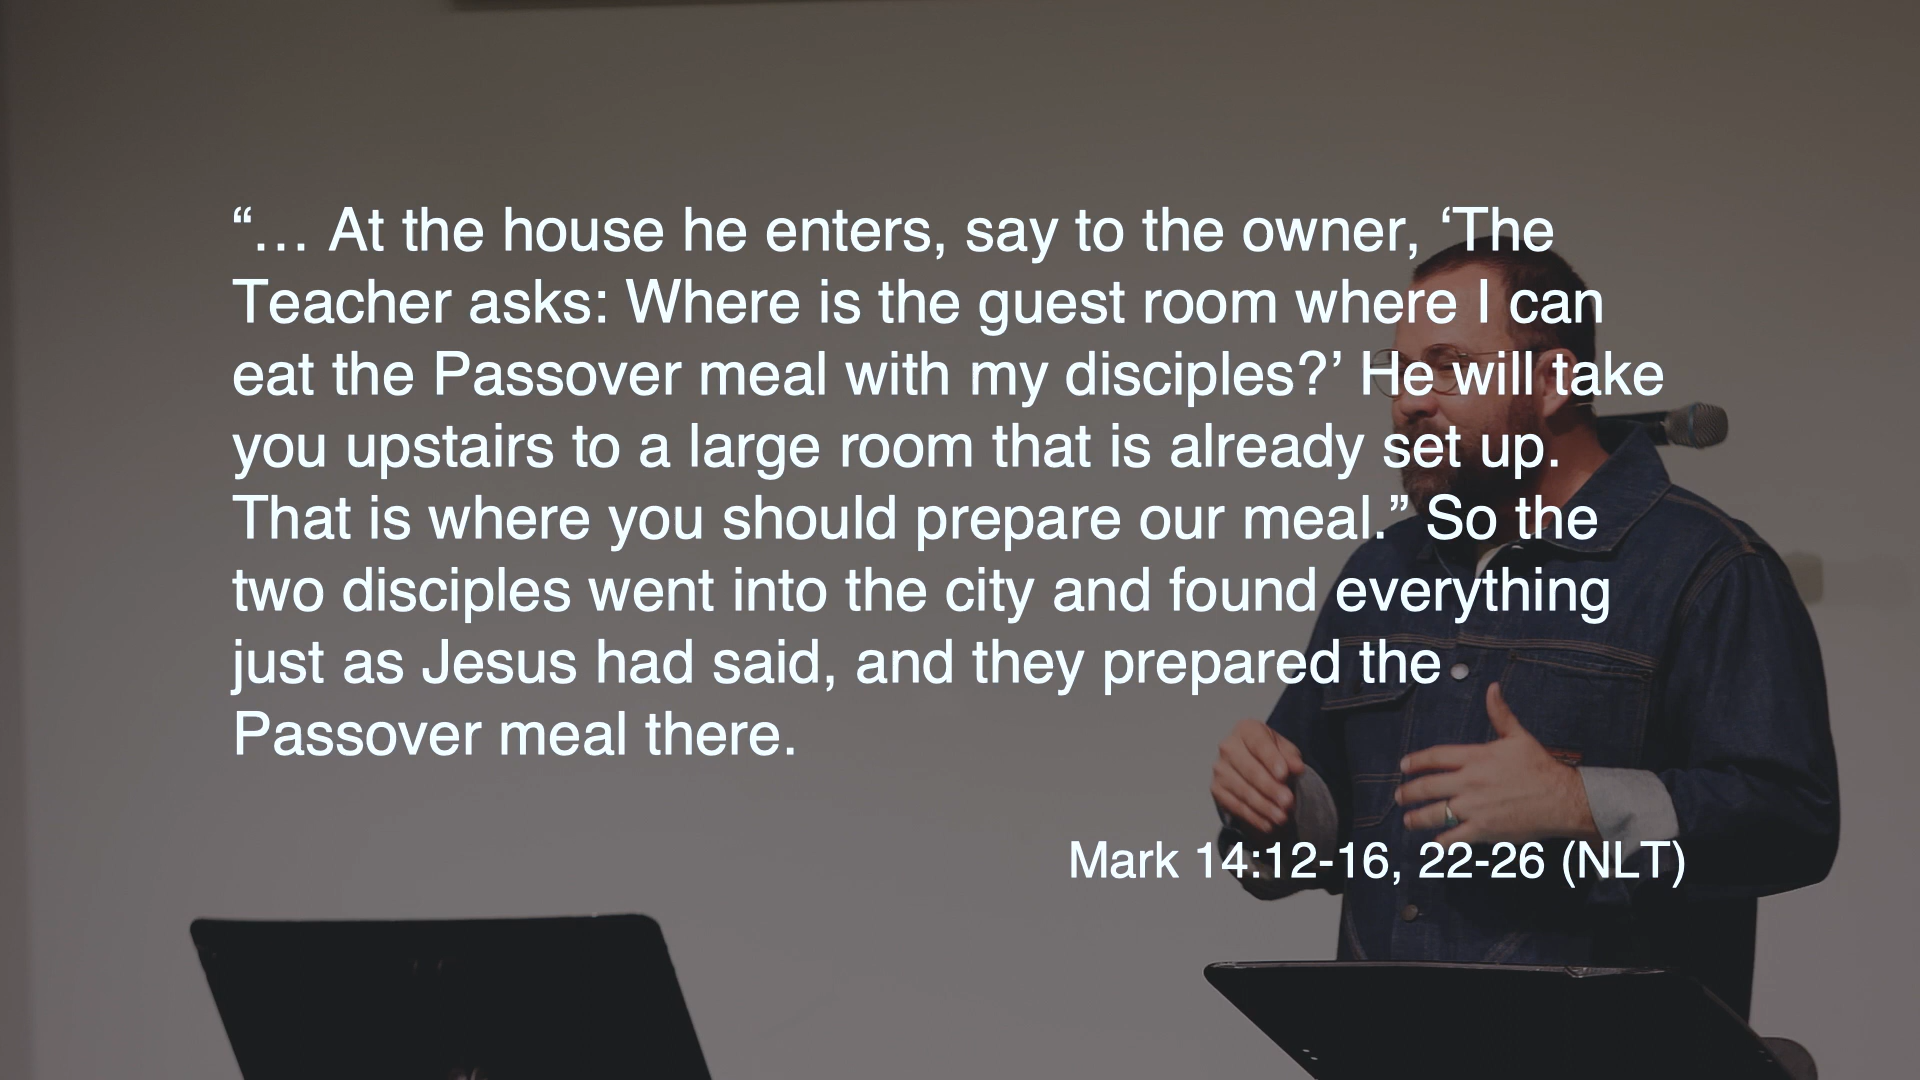 “… At the house he enters, say to the owner, ‘The
Teacher asks: Where is the guest room where I can
eat the Passover meal with my disciples?’ He will take
you upstairs to a large room that is already set up.
That is where you should prepare our meal.” So the
two disciples went into the city and found everything
just as Jesus had said, and they prepared the
Passover meal there.
Mark 14:12-16, 22-26 (NLT)